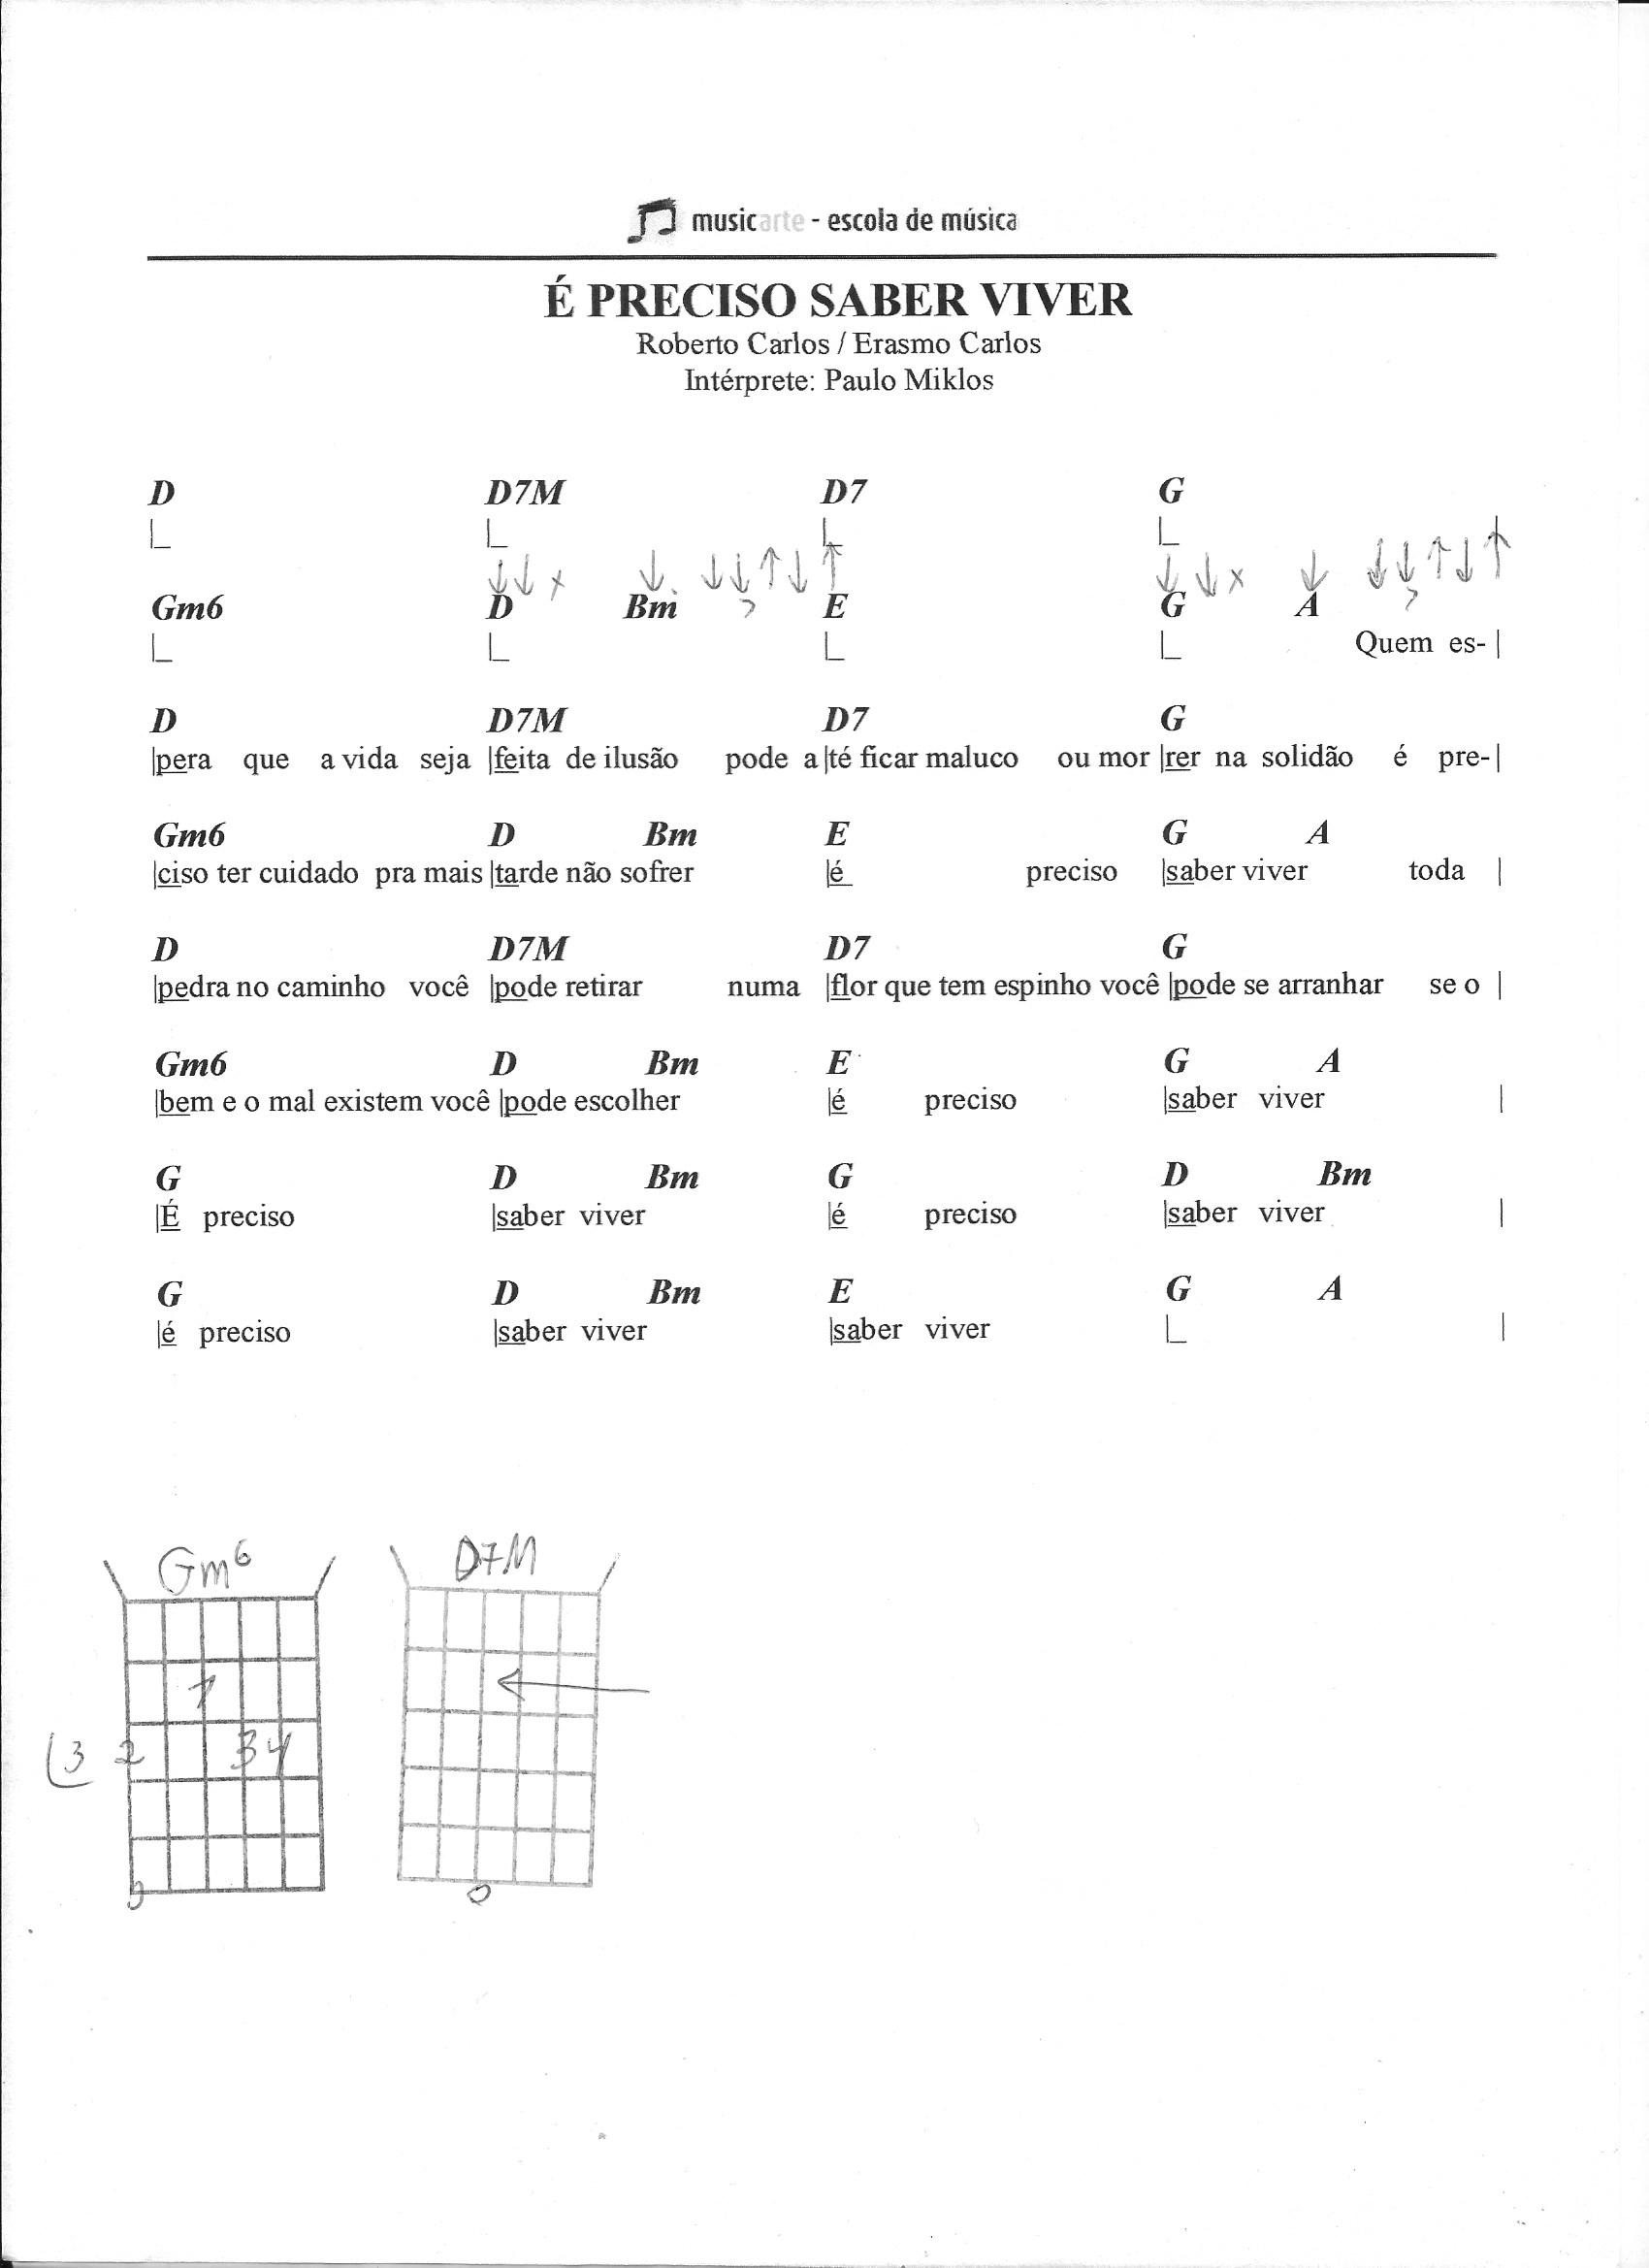 musicarte - escola de música
É PRECISO SABER VIVER
Roberto Carlos / Erasmo Carlos
Intérprete: Paulo Miklos
D D7M D7 G
Gm6 D Bm E G A
Quem es- |
D D7M D7 G
|pera que a vida seja |feita de ilusão pode a|té ficar maluco ou mor |rer na solidão é pre- |
Gm6 D Bm E G A
|ciso ter cuidado pra mais |tarde não sofrer |é preciso |saber viver toda |
D D7M D7 G
|pedra no caminho você |pode retirar numa |flor que tem espinho você |pode se arranhar se o |
Gm6 D Bm E G A
|bem e o mal existem você |pode escolher |é preciso |saber viver |
G D Bm G D Bm
|É preciso |saber viver |é preciso |saber viver |
G D Bm E G A
|é preciso |saber viver |saber viver |
Gm6 D7M
1
3 2 3 4